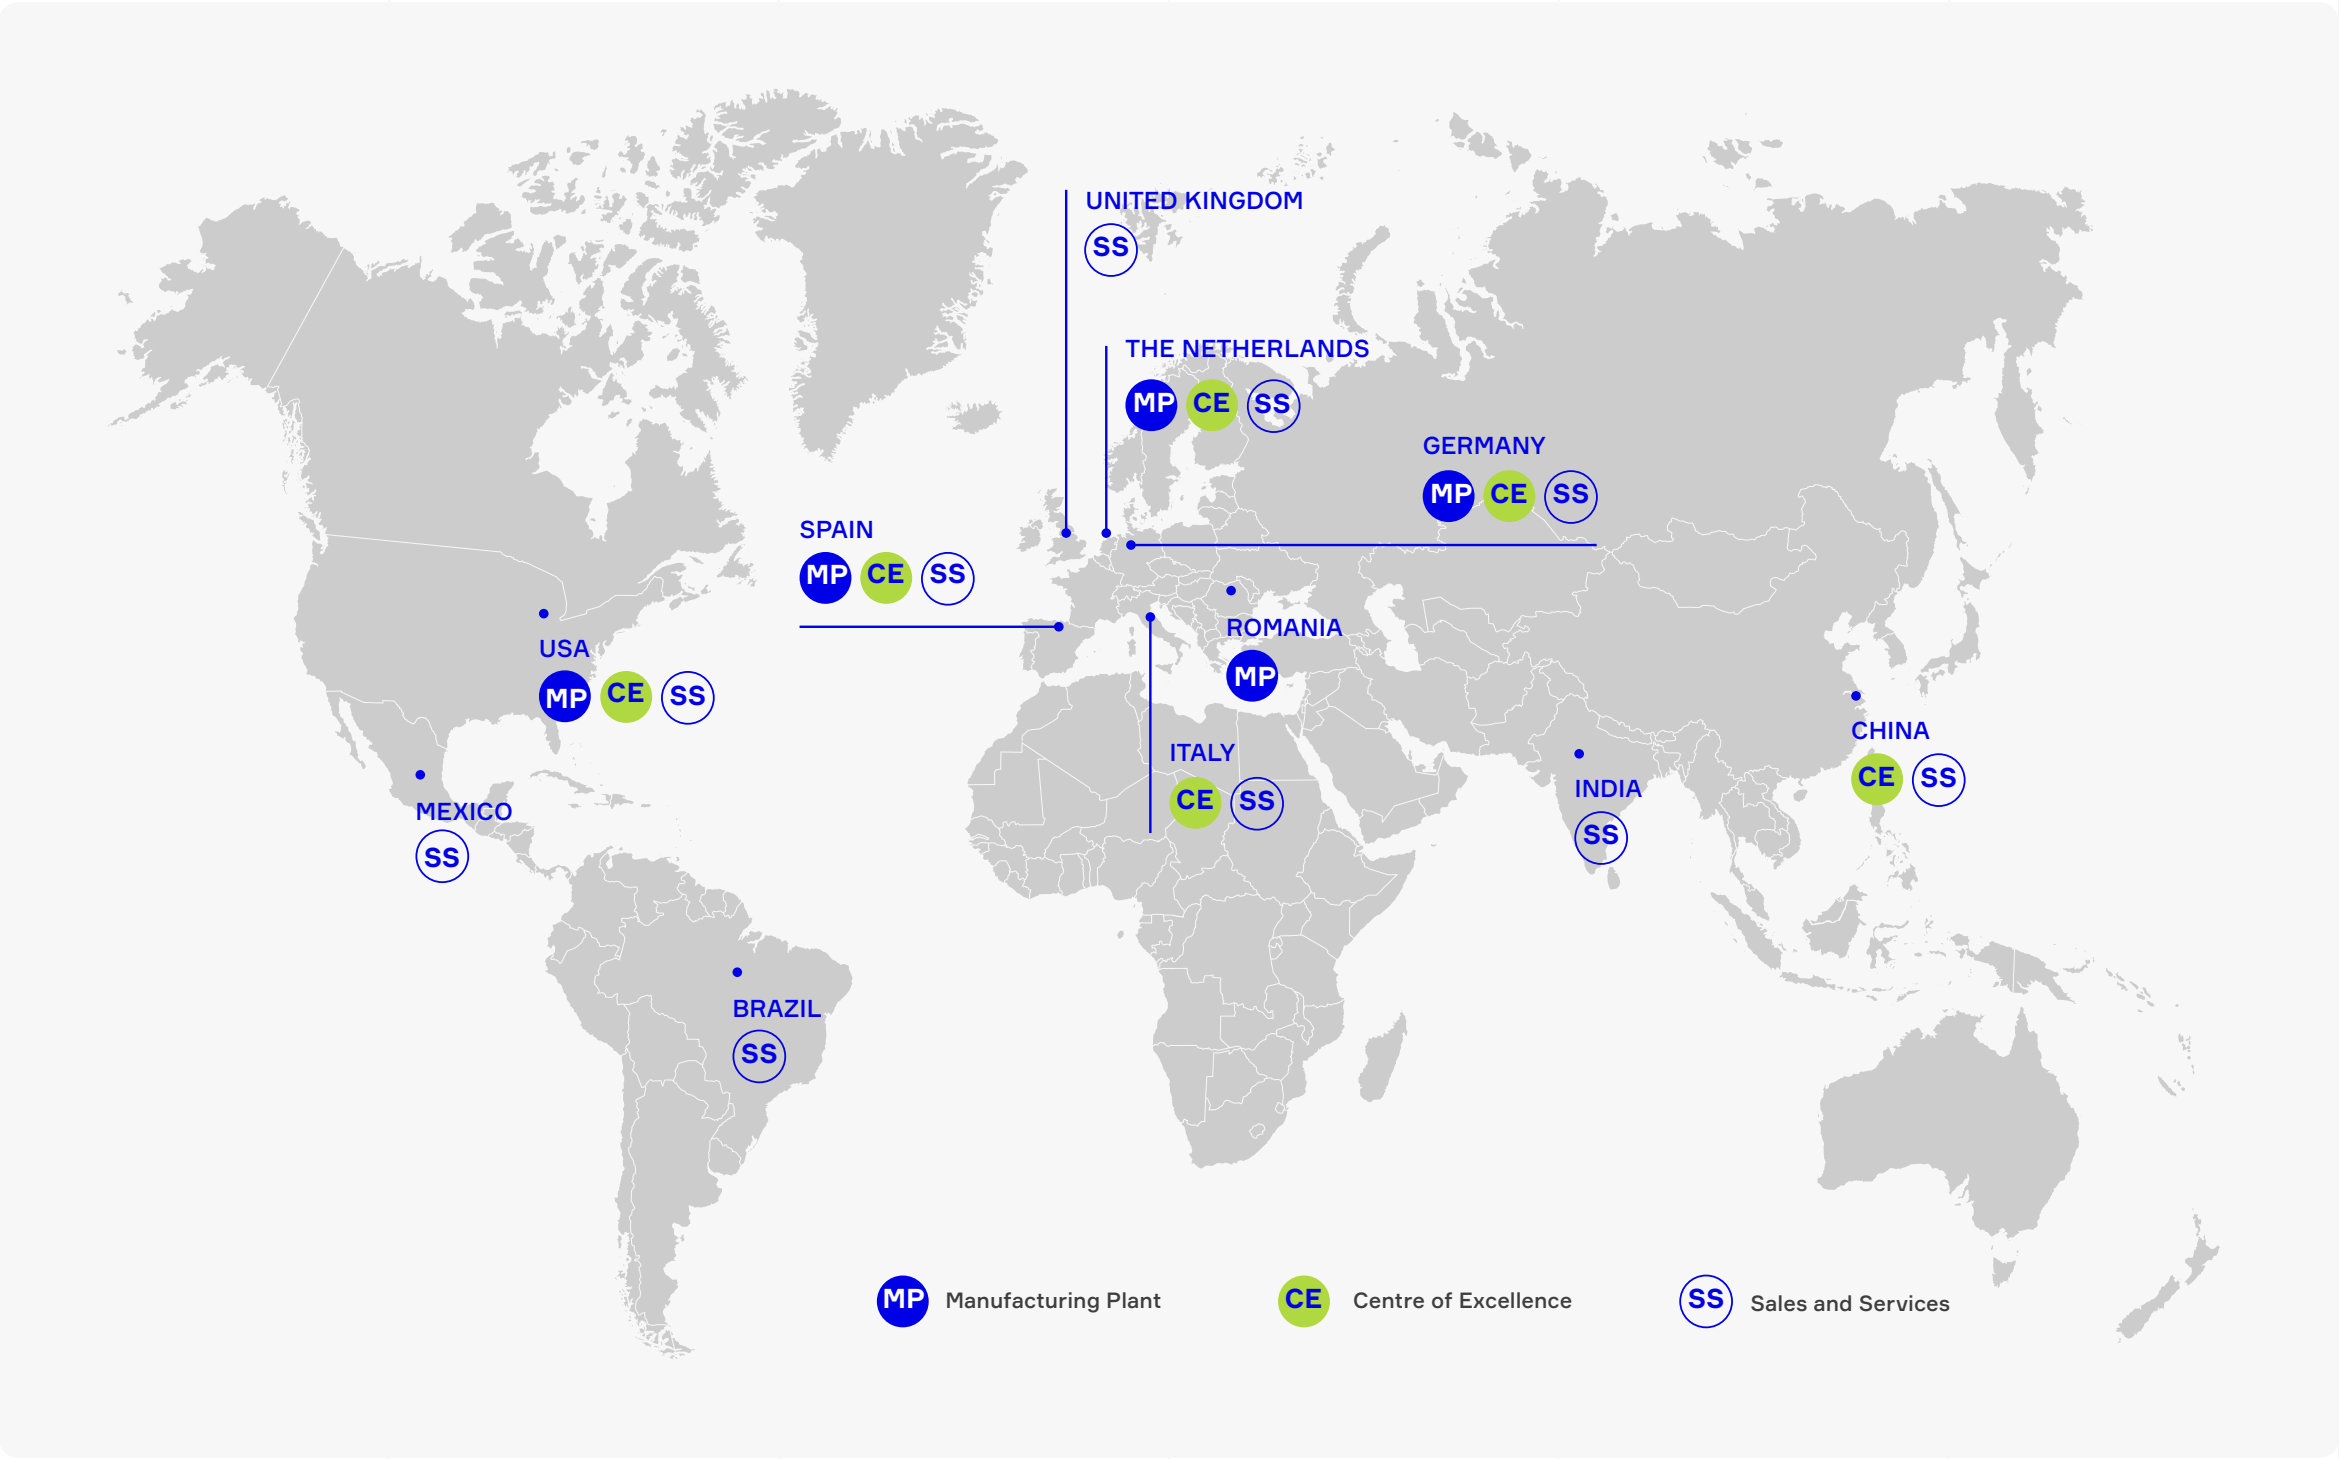 UNITED KINGDOM
SS
THE NETHERLANDS
MP CE SS
GERMANY
MP CE SS
SPAIN
MP CE SS
USA
MP CE SS
ROMANIA
MP
MEXICO
SS
ITALY
CE SS
INDIA
SS
CHINA
CE SS
BRAZIL
SS
MP Manufacturing Plant
CE Centre of Excellence
SS Sales and Services